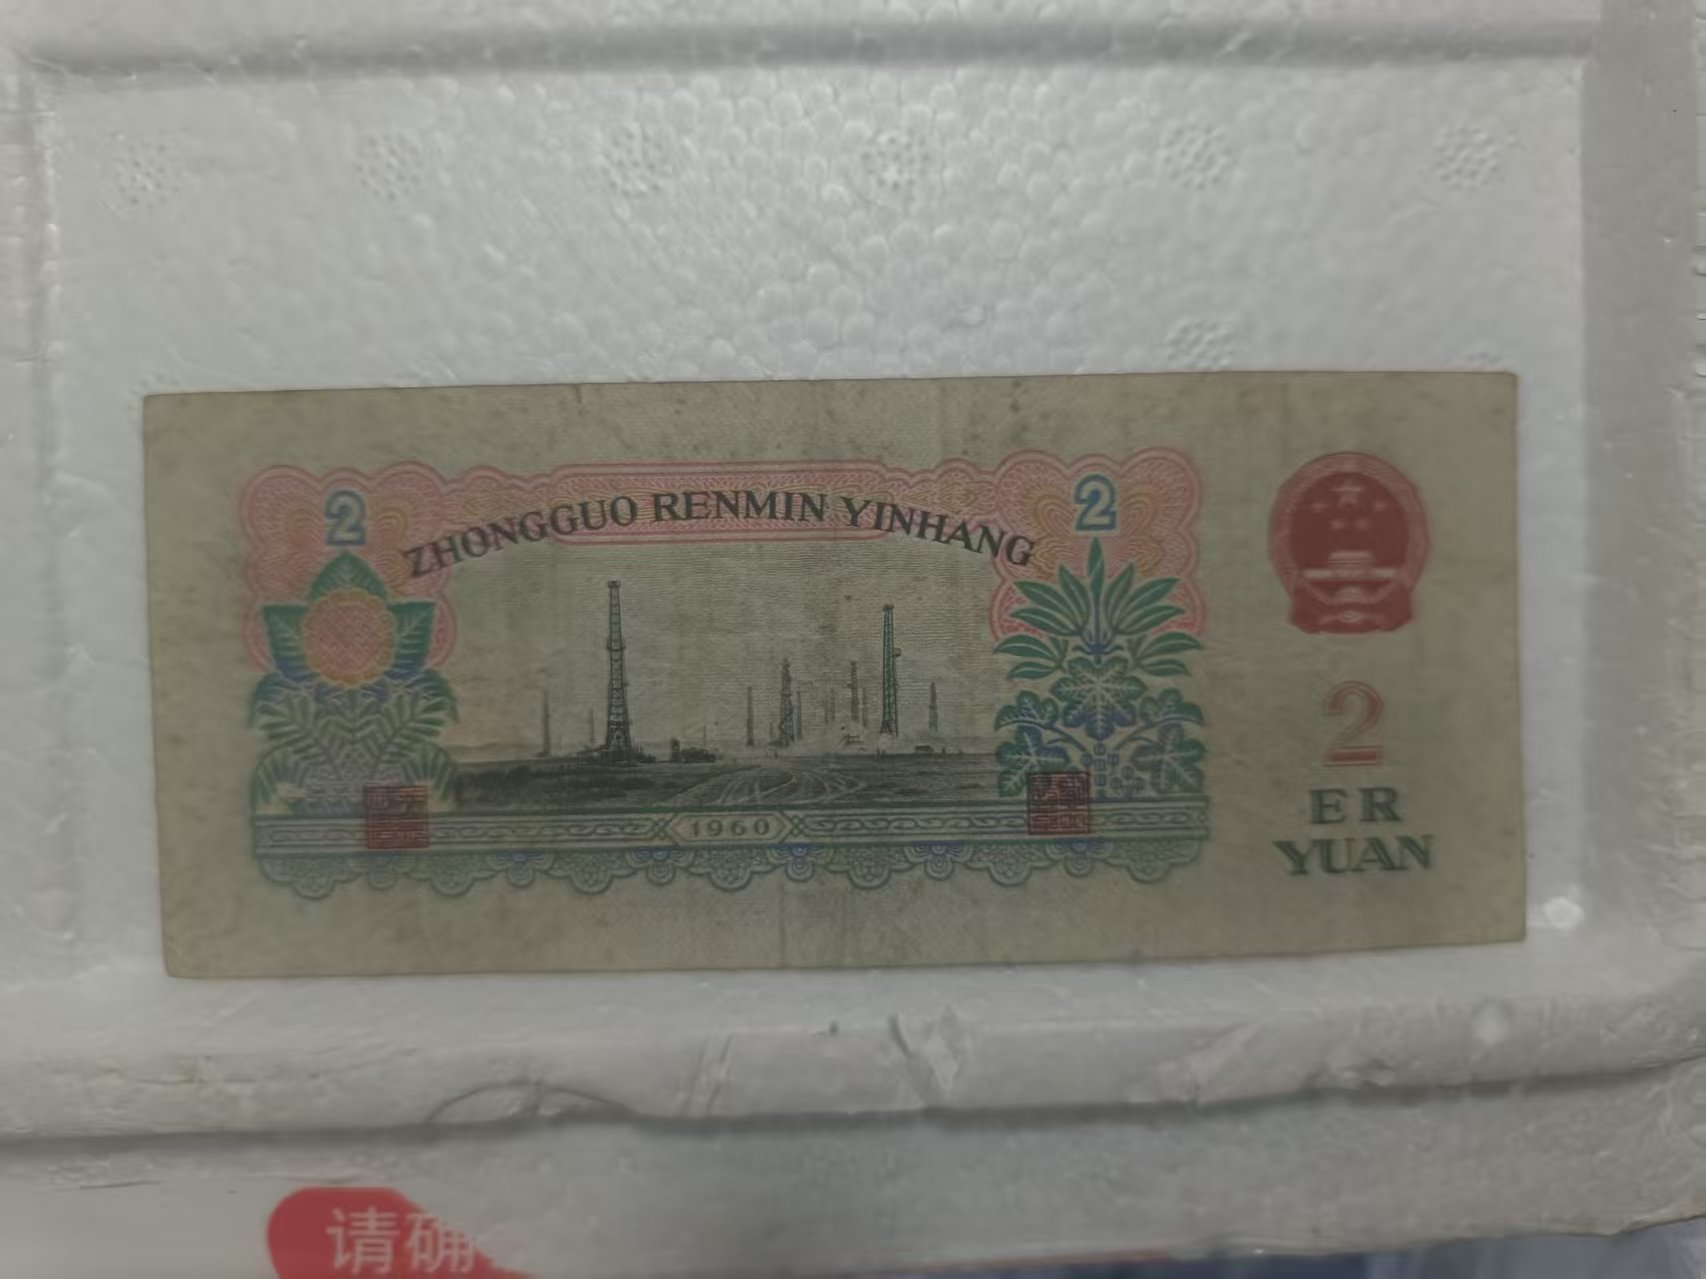 2
2
ZHONGGUO RENMIN YINHANG
1960
2
ER
YUAN
请确